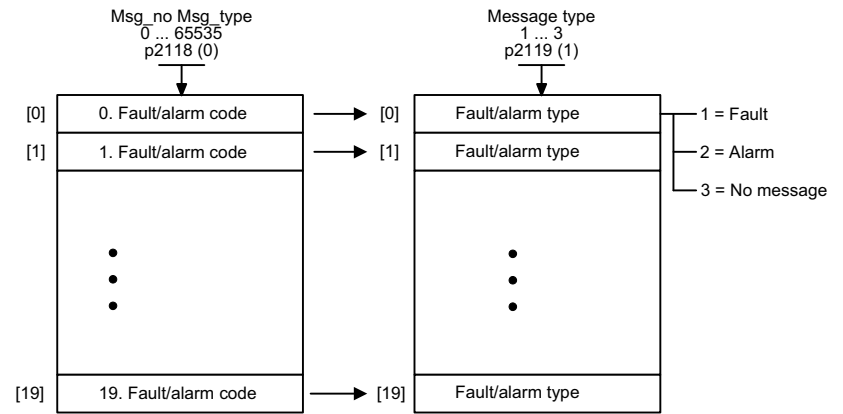 Msg_no Msg_type
0 ... 65535
p2118 (0)
Message type
1 ... 3
p2119 (1)
[0] 0. Fault/alarm code [0] Fault/alarm type 1 = Fault
[1] 1. Fault/alarm code [1] Fault/alarm type 2 = Alarm
3 = No message
[19] 19. Fault/alarm code [19] Fault/alarm type